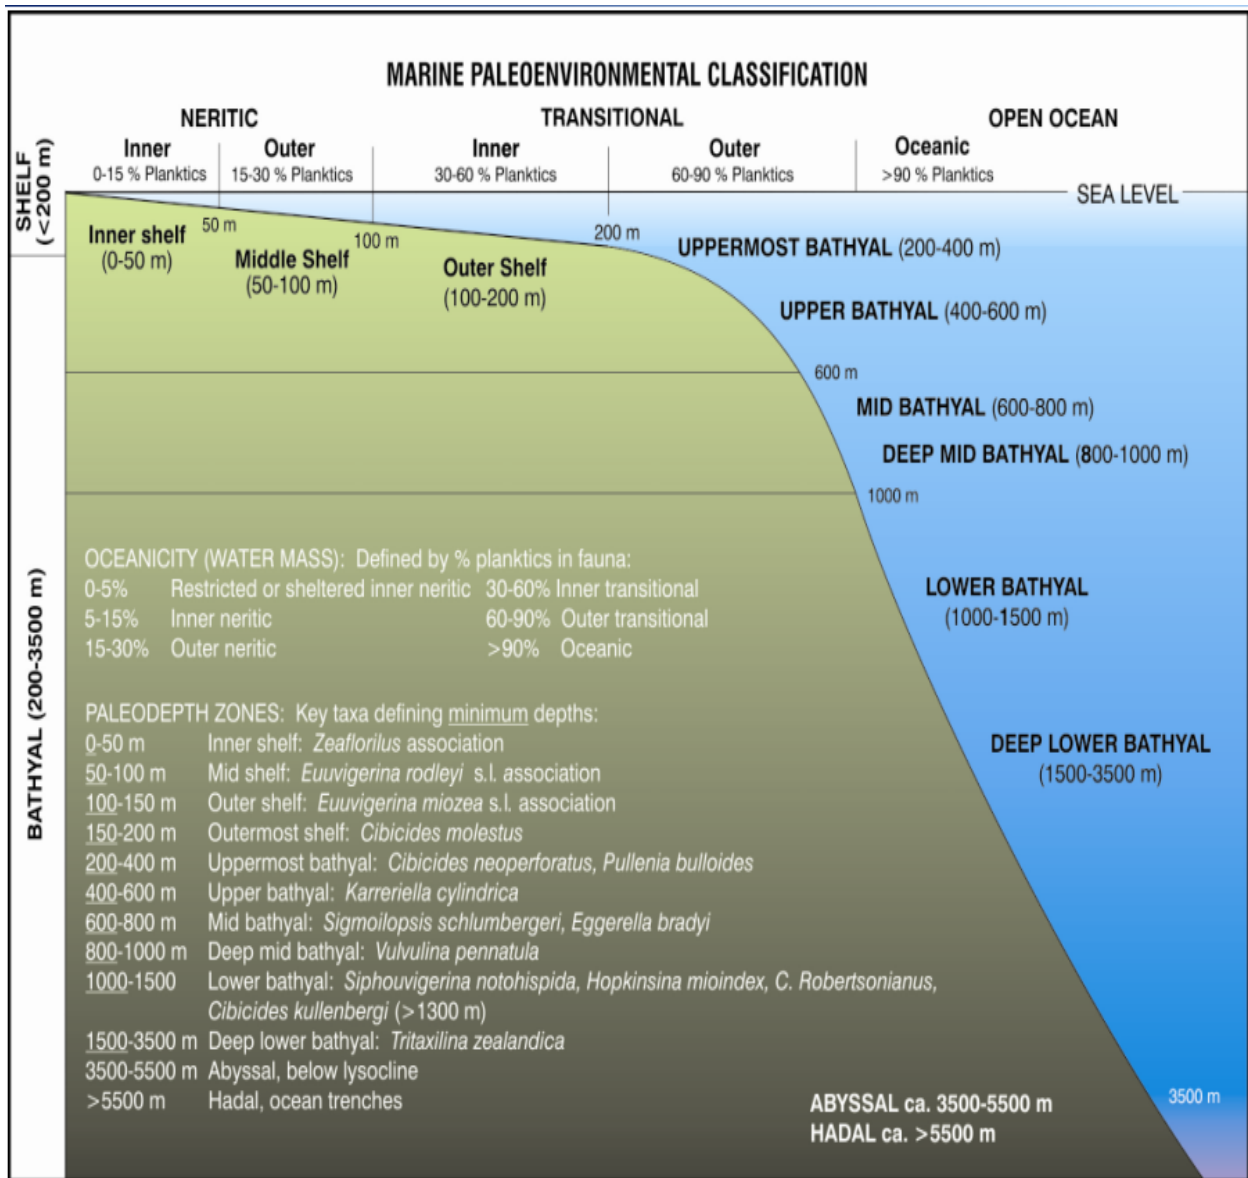 MARINE PALEOENVIRONMENTAL CLASSIFICATION
NERITIC
TRANSITIONAL
OPEN OCEAN
Inner
0-15 % Planktics
Outer
15-30 % Planktics
Inner
30-60 % Planktics
Outer
60-90 % Planktics
Oceanic
>90 % Planktics
SHELF
(<200 m)
SEA LEVEL
Inner shelf
(0-50 m)
50 m
Middle Shelf
(50-100 m)
100 m
Outer Shelf
(100-200 m)
200 m
UPPERMOST BATHYAL (200-400 m)
UPPER BATHYAL (400-600 m)
600 m
MID BATHYAL (600-800 m)
DEEP MID BATHYAL (800-1000 m)
1000 m
LOWER BATHYAL
(1000-1500 m)
DEEP LOWER BATHYAL
(1500-3500 m)
BATHYAL (200-3500 m)
OCEANICITY (WATER MASS): Defined by % planktics in fauna:
0-5% Restricted or sheltered inner neritic 30-60% Inner transitional
5-15% Inner neritic 60-90% Outer transitional
15-30% Outer neritic >90% Oceanic
PALEODEPTH ZONES: Key taxa defining minimum depths:
0-50 m Inner shelf: Zeaflorilus association
50-100 m Mid shelf: Euuvigerina rodleyi s.l. association
100-150 m Outer shelf: Euuvigerina miozea s.l. association
150-200 m Outermost shelf: Cibicides molestus
200-400 m Uppermost bathyal: Cibicides neoperforatus, Pullenia bulloides
400-600 m Upper bathyal: Karreriella cylindrica
600-800 m Mid bathyal: Sigmoilopsis schlumbergeri, Eggerella bradyi
800-1000 m Deep mid bathyal: Vulvulina pennatula
1000-1500 Lower bathyal: Siphouvigerina notohispida, Hopkinsina mioindex, C. Robertsonianus,
Cibicides kullenbergi (>1300 m)
1500-3500 m Deep lower bathyal: Tritaxilina zealandica
3500-5500 m Abyssal, below lysocline
>5500 m Hadal, ocean trenches
ABYSSAL ca. 3500-5500 m
HADAL ca. >5500 m
3500 m